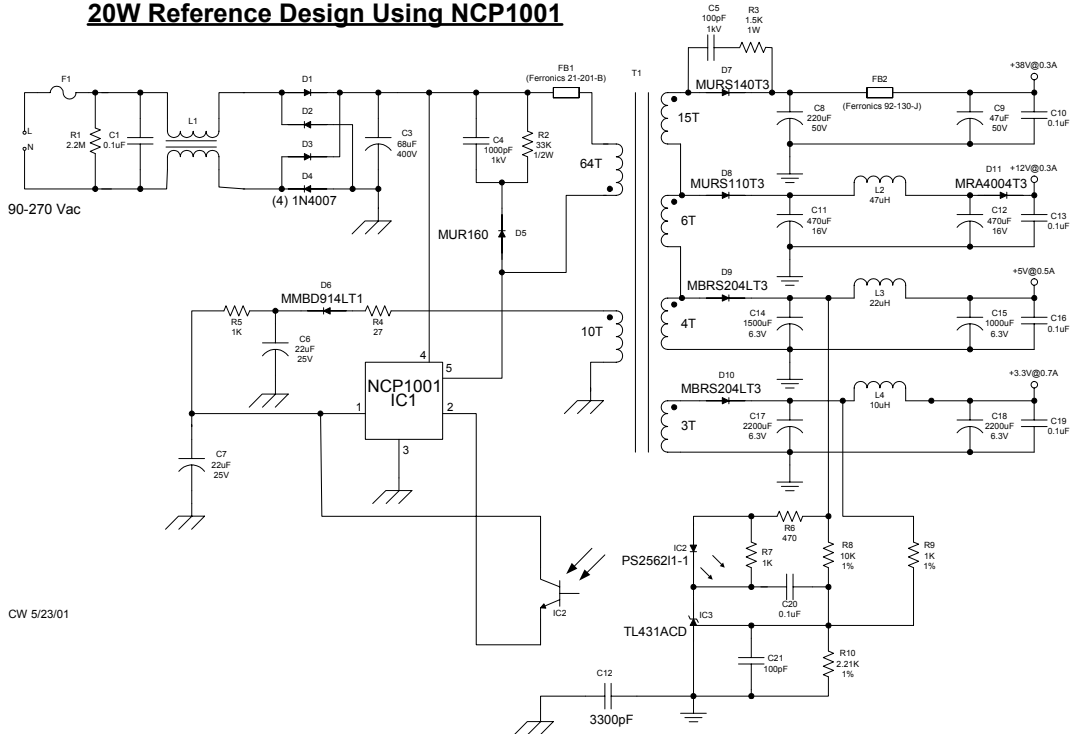 20W Reference Design Using NCP1001
F1
L
N
90-270 Vac
R1
2.2M
C1
0.1uF
L1
D1
D2
D3
D4
(4) 1N4007
C3
68uF
400V
C4
1000pF
1kV
R2
33K
1/2W
FB1
(Ferronics 21-201-B)
T1
64T
MUR160
D5
10T
D6
MMBD914LT1
R5
1K
R4
27
C6
22uF
25V
C7
22uF
25V
NCP1001
IC1
4
5
1
2
3
C5
100pF
1kV
R3
1.5K
1W
D7
MURS140T3
15T
C8
220uF
50V
FB2
(Ferronics 92-130-J)
C9
47uF
50V
C10
0.1uF
+38V@0.3A
D8
MURS110T3
6T
C11
470uF
16V
L2
47uH
D11
MRA4004T3
+12V@0.3A
C12
470uF
16V
C13
0.1uF
D9
MBRS204LT3
4T
C14
1500uF
6.3V
L3
22uH
+5V@0.5A
C15
1000uF
6.3V
C16
0.1uF
D10
MBRS204LT3
3T
C17
2200uF
6.3V
L4
10uH
+3.3V@0.7A
C18
2200uF
6.3V
C19
0.1uF
IC2
PS2562I1-1
R6
470
R7
1K
R8
10K
1%
R9
1K
1%
C20
0.1uF
IC3
TL431ACD
C21
100pF
R10
2.21K
1%
IC2
C12
3300pF
CW 5/23/01